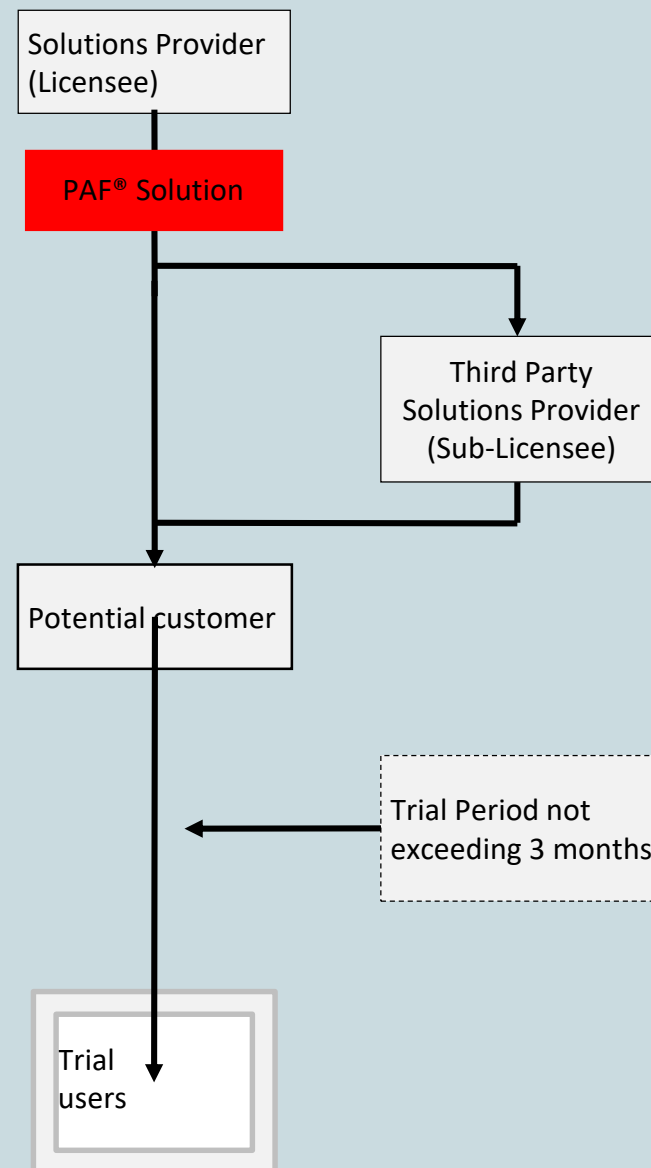 Solutions Provider
(Licensee)
PAF® Solution
Third Party
Solutions Provider
(Sub-Licensee)
Potential customer
Trial Period not
exceeding 3 months
Trial
users